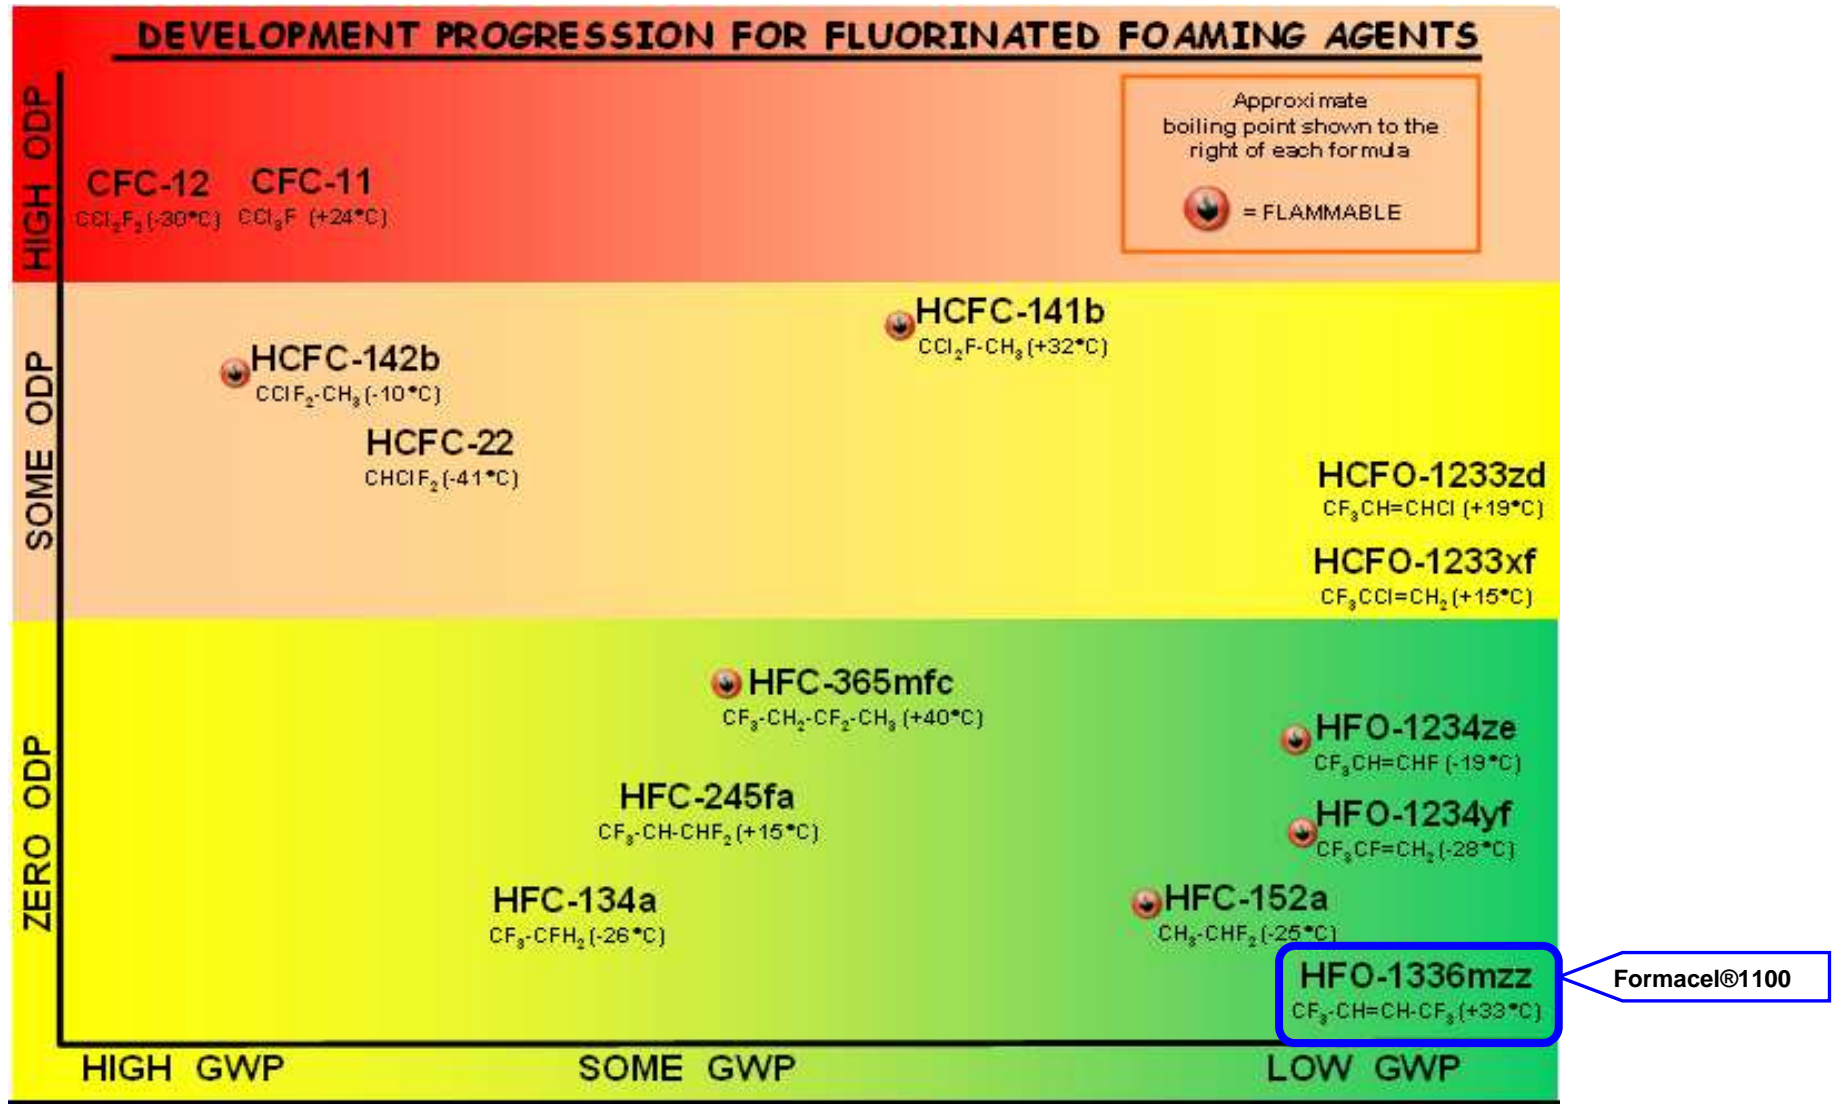 DEVELOPMENT PROGRESSION FOR FLUORINATED FOAMING AGENTS
Approximate
boiling point shown to the
right of each formula
= FLAMMABLE
HIGH ODP
CFC-12 CFC-11
CCl₂F₂ (-30°C) CCl₃F (+24°C)
SOME ODP
HCFC-141b
CCl₂F-CH₃ (+32°C)
HCFC-142b
CClF₂-CH₃ (-10°C)
HCFC-22
CHClF₂ (-41°C)
HCFO-1233zd
CF₃CH=CHCl (+19°C)
HCFO-1233xf
CF₃CCl=CH₂ (+15°C)
ZERO ODP
HFC-365mfc
CF₃-CH₂-CF₂-CH₃ (+40°C)
HFO-1234ze
CF₃CH=CHF (-19°C)
HFC-245fa
CF₃-CH-CHF₂ (+15°C)
HFO-1234yf
CF₃CF=CH₂ (-28°C)
HFC-134a
CF₃-CFH₂ (-26°C)
HFC-152a
CH₃-CHF₂ (-25°C)
HFO-1336mzz
CF₃-CH=CH-CF₃ (+33°C)
Formacel®1100
HIGH GWP SOME GWP LOW GWP